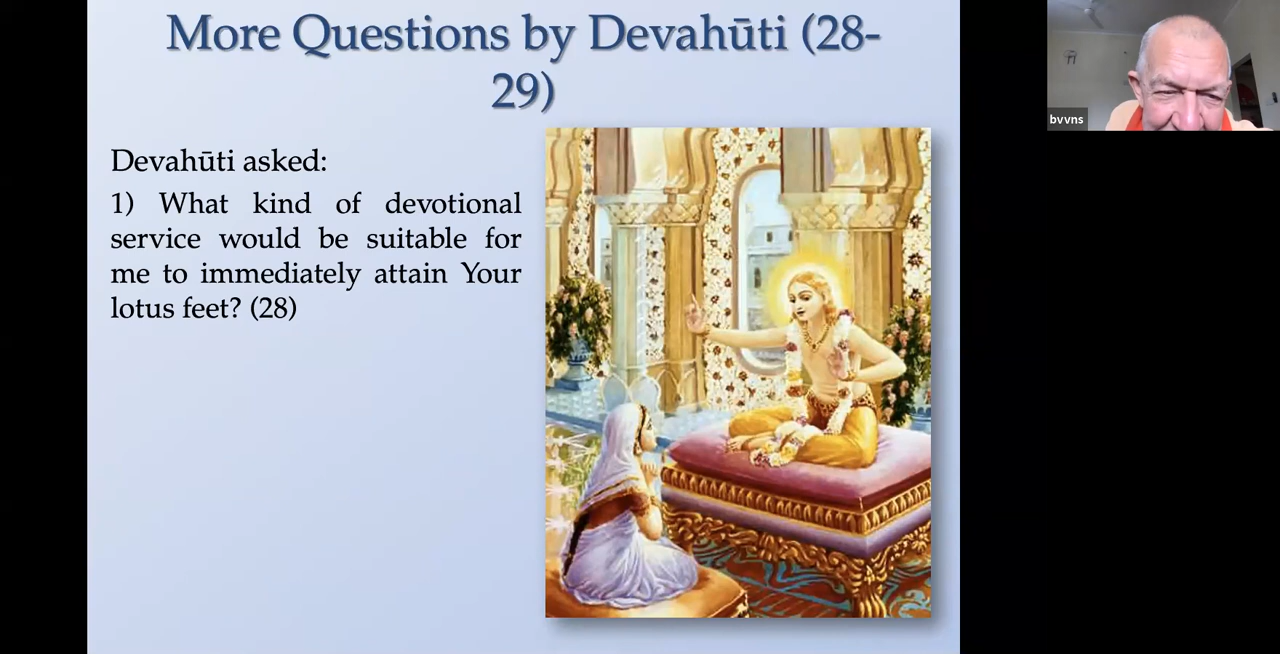 More Questions by Devahūti (28-
29)
Devahūti asked:
1) What kind of devotional
service would be suitable for
me to immediately attain Your
lotus feet? (28)
bvvns